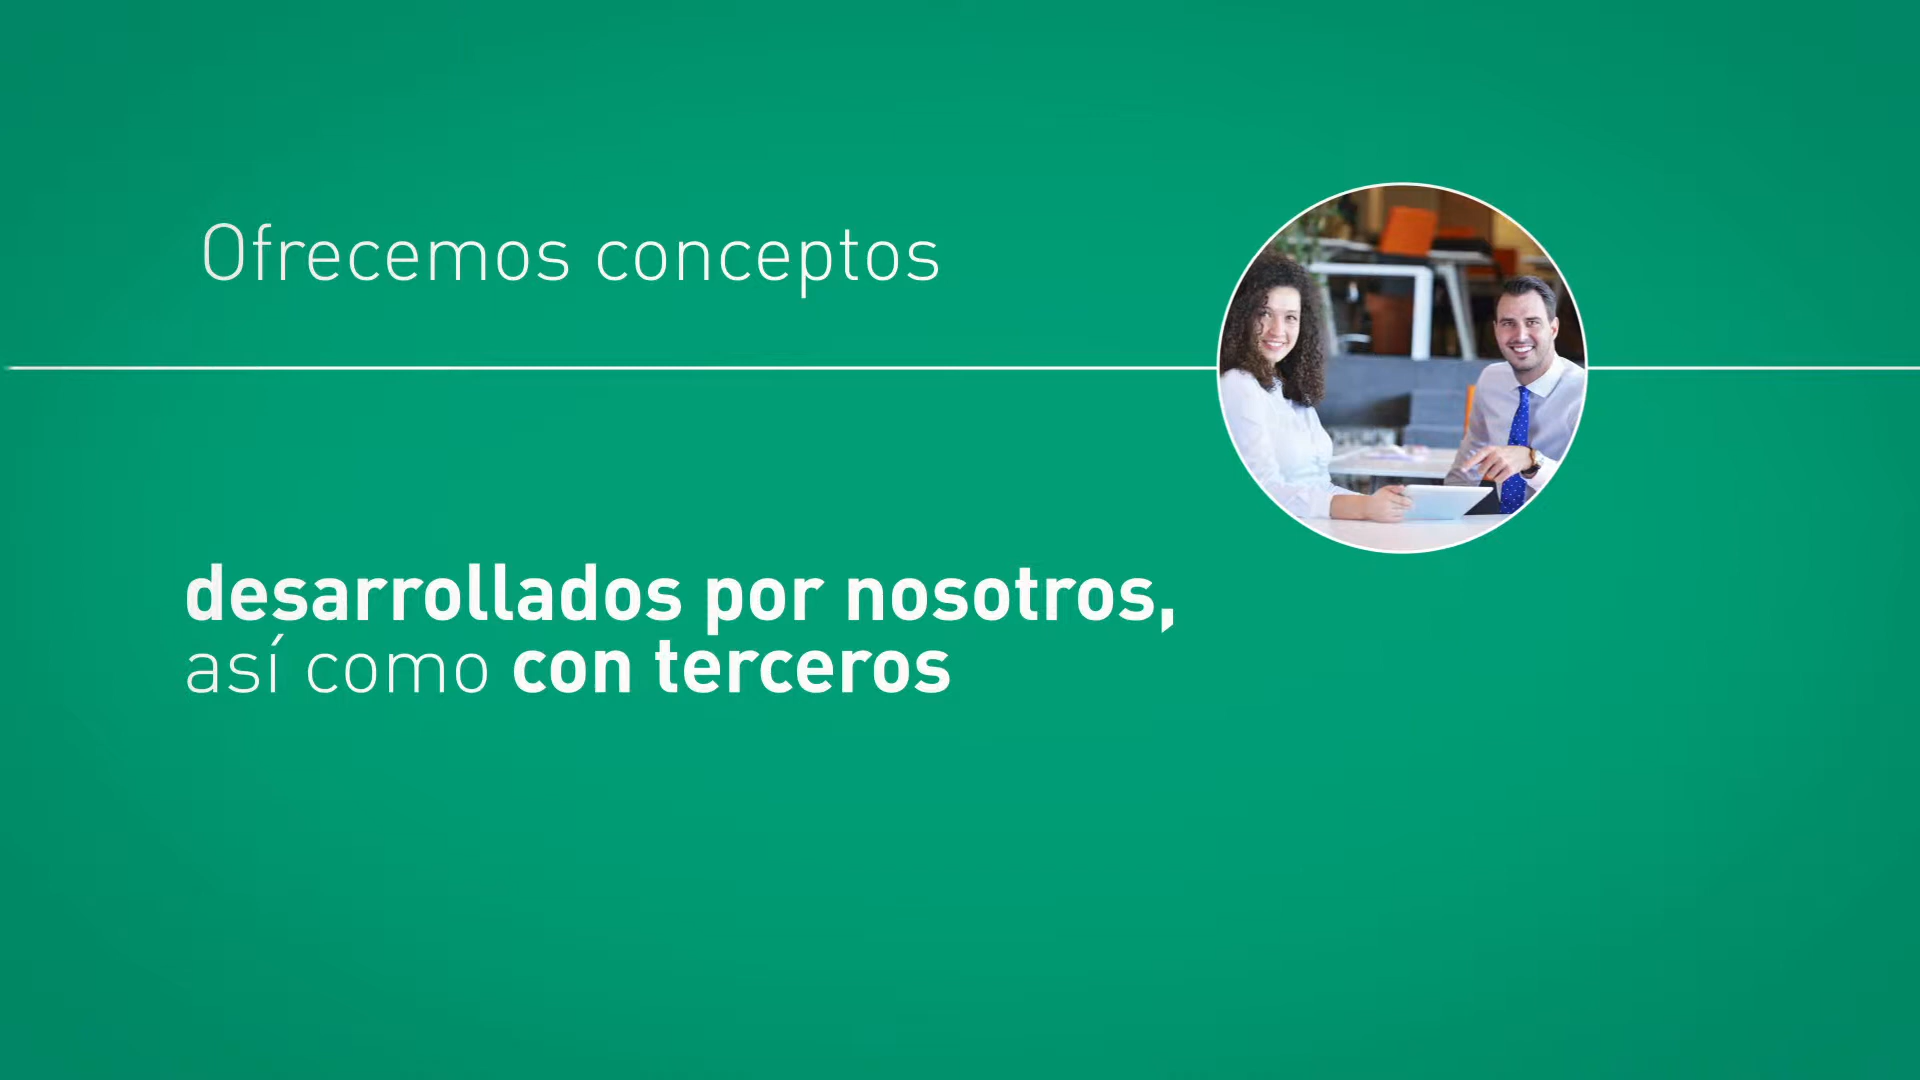 Ofrecemos conceptos
desarrollados por nosotros,
así como con terceros